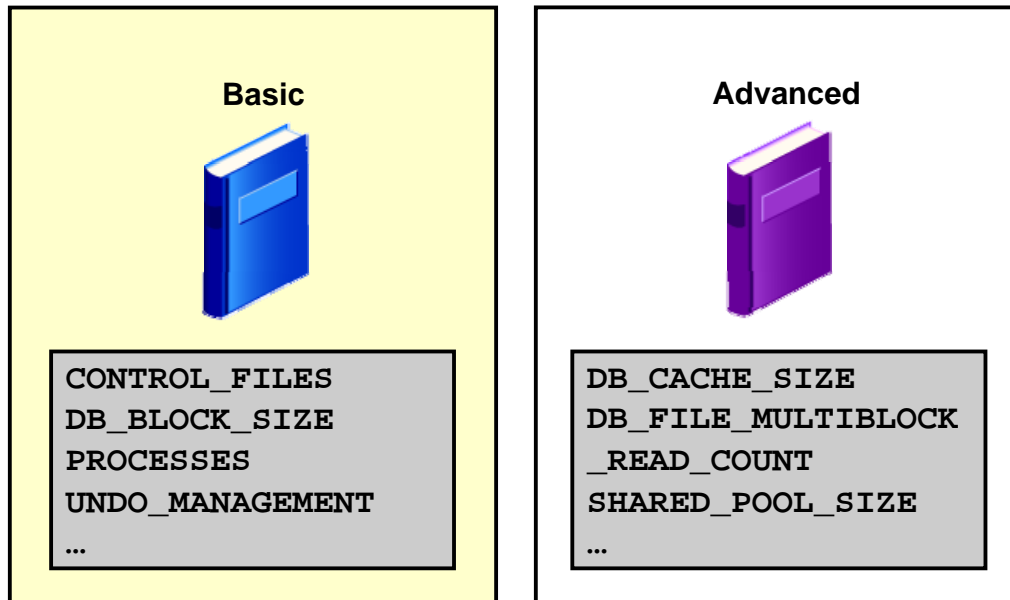 Basic
CONTROL_FILES
DB_BLOCK_SIZE
PROCESSES
UNDO_MANAGEMENT
…
Advanced
DB_CACHE_SIZE
DB_FILE_MULTIBLOCK
_READ_COUNT
SHARED_POOL_SIZE
…